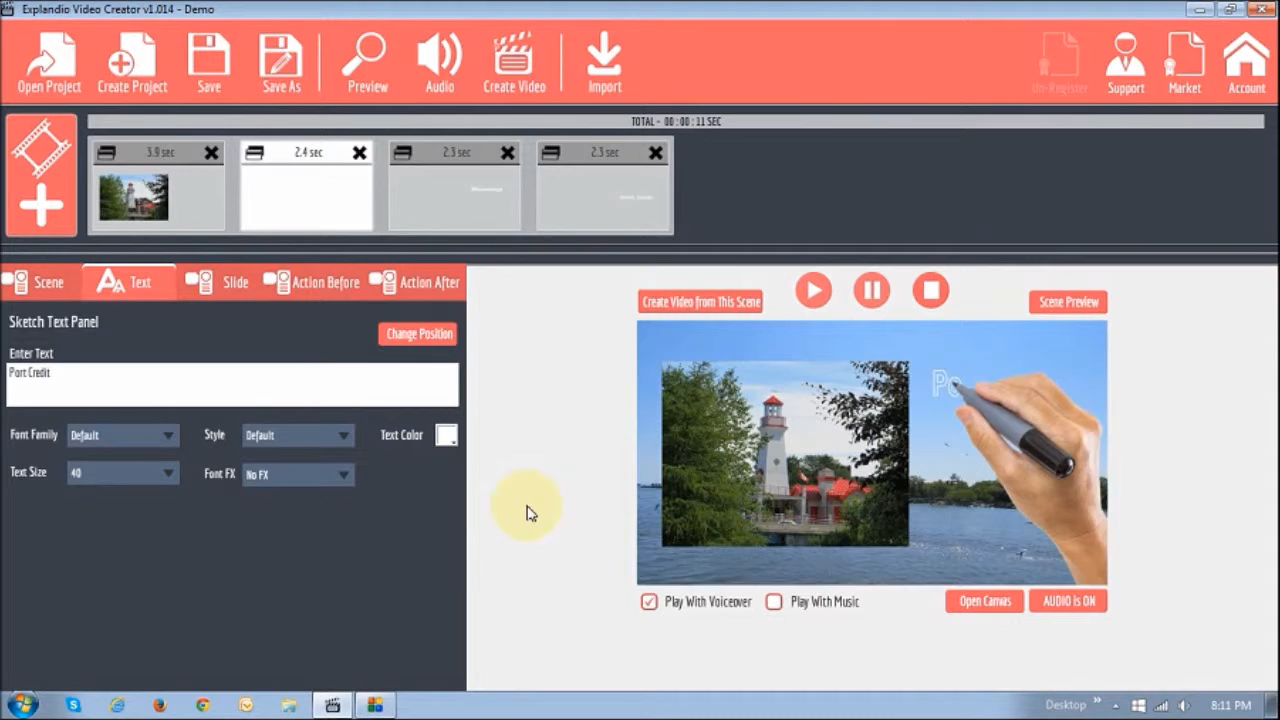 Explandio Video Creator v1.014 - Demo
Open Project
Create Project
Save
Save As
Preview
Audio
Create Video
Import
Un-Register
Support
Market
Account
TOTAL - 00 : 00 : 11 SEC
3.9 sec
2.4 sec
2.3 sec
2.3 sec
Scene
Text
Slide
Action Before
Action After
Sketch Text Panel
Change Position
Enter Text
Port Credit
Font Family
Default
Style
Default
Text Color
Text Size
40
Font FX
No FX
Create Video from This Scene
Scene Preview
Po
Play With Voiceover
Play With Music
Open Canvas
AUDIO is ON
Desktop
8:11 PM